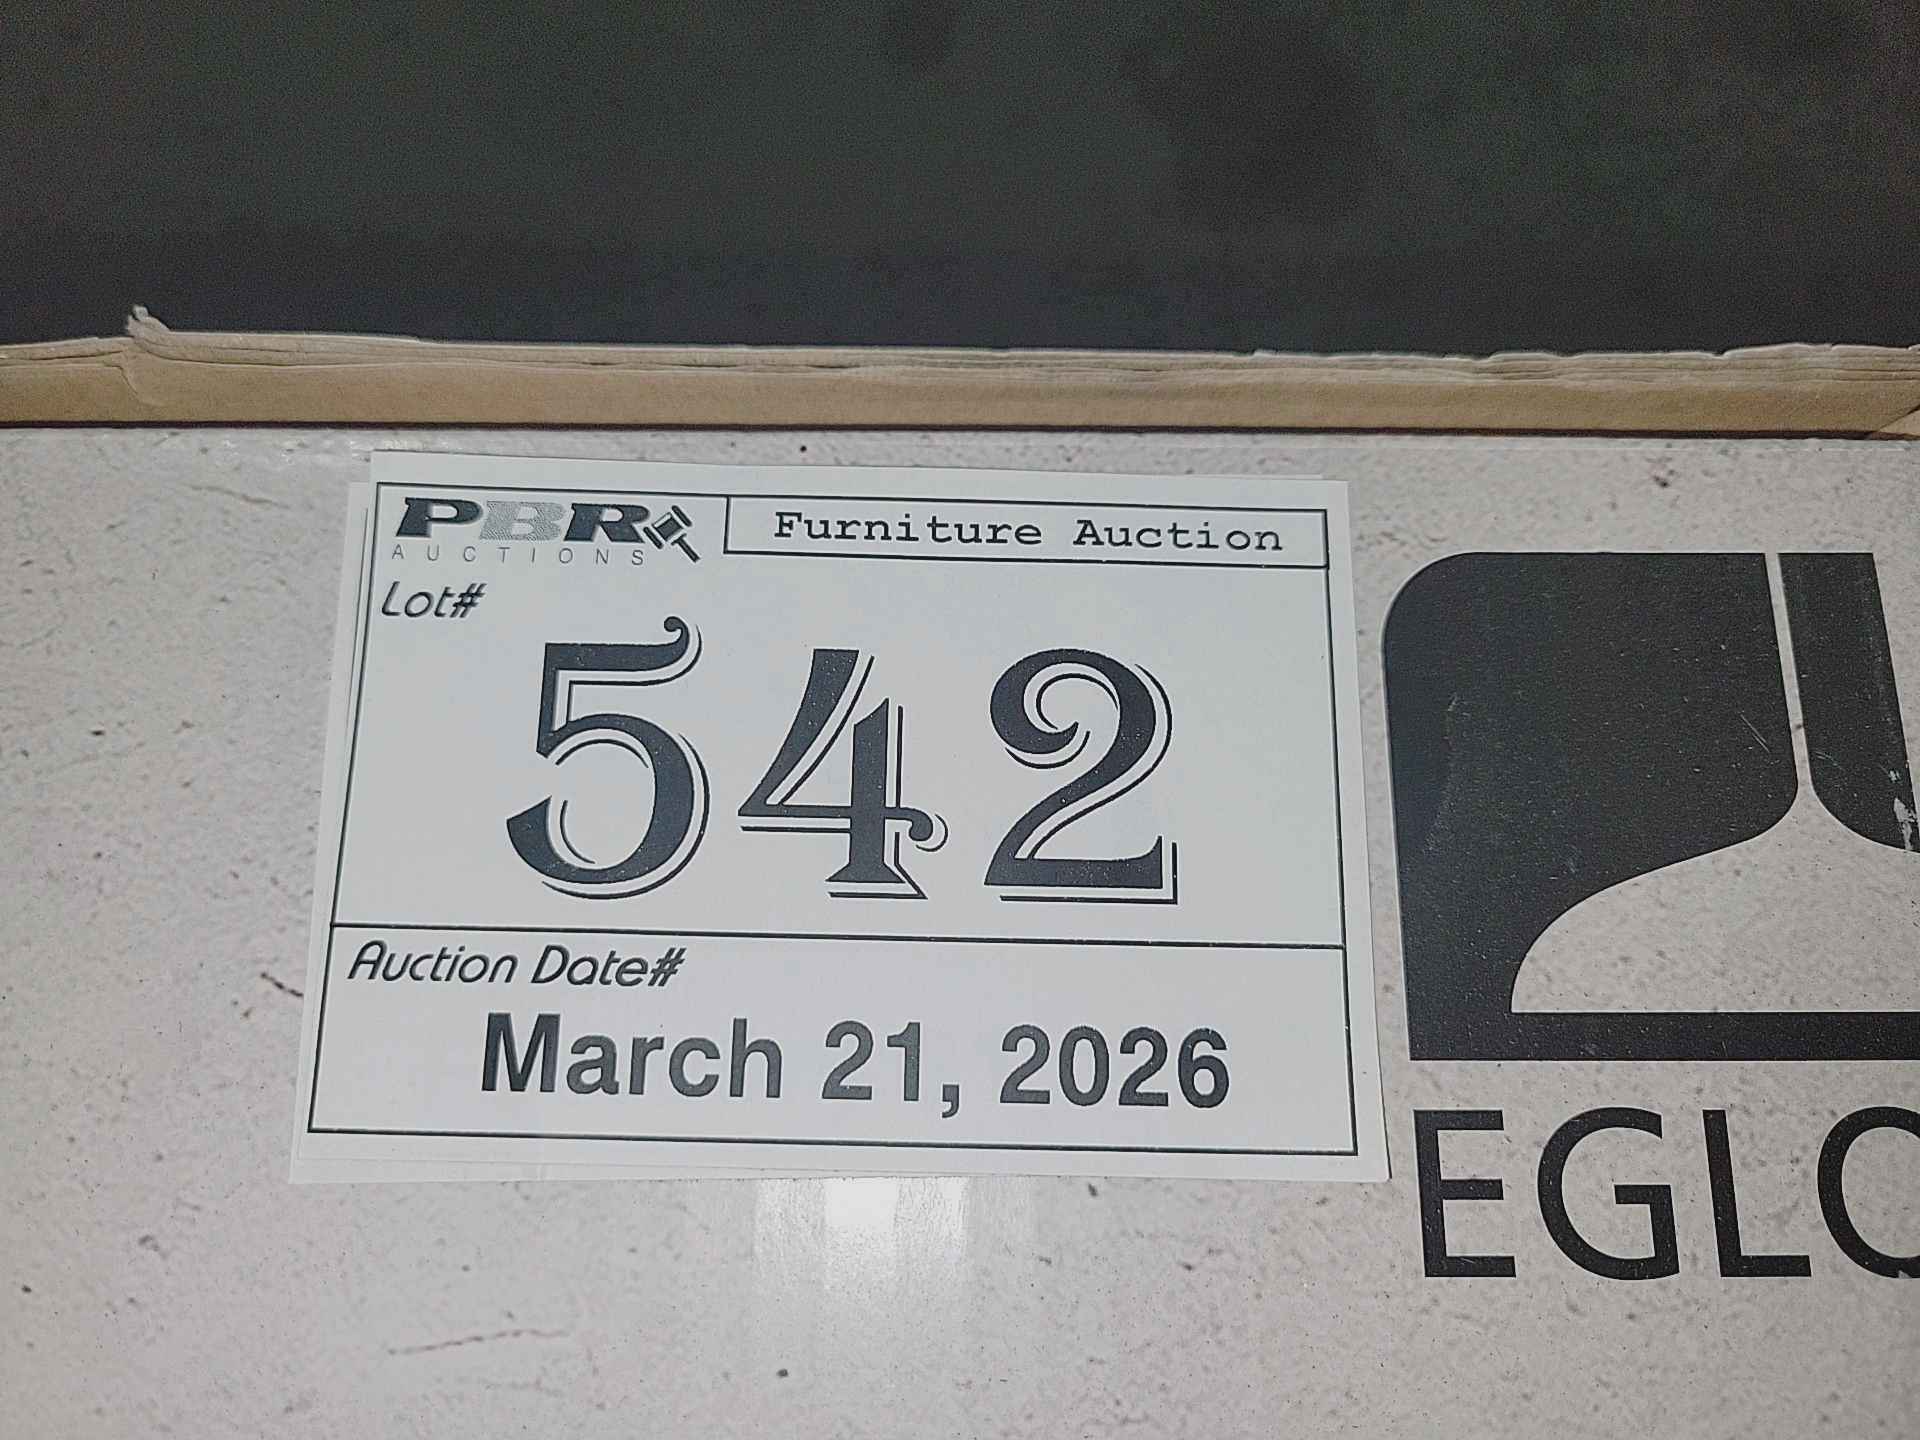 PBR
AUCTIONS
Furniture Auction
Lot#
542
Auction Date#
March 21, 2026
EGLO